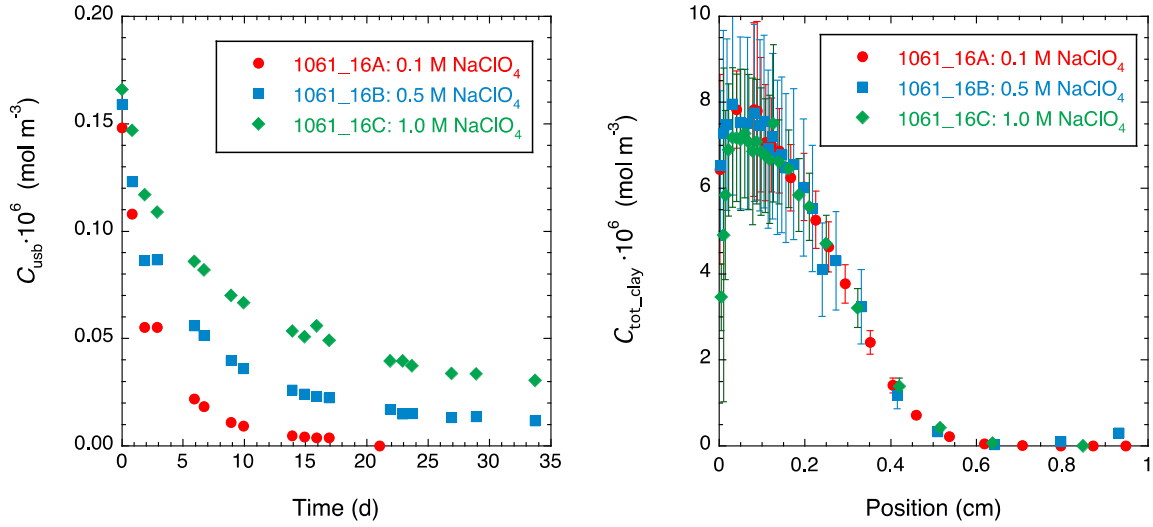 0.20
0.15
0.10
0.05
0.00
C_usb·10^6 (mol m^-3)
1061_16A: 0.1 M NaClO₄
1061_16B: 0.5 M NaClO₄
1061_16C: 1.0 M NaClO₄
0 5 10 15 20 25 30 35
Time (d)
10
8
6
4
2
0
C_tot_clay·10^6 (mol m^-3)
1061_16A: 0.1 M NaClO₄
1061_16B: 0.5 M NaClO₄
1061_16C: 1.0 M NaClO₄
0 0.2 0.4 0.6 0.8 1
Position (cm)